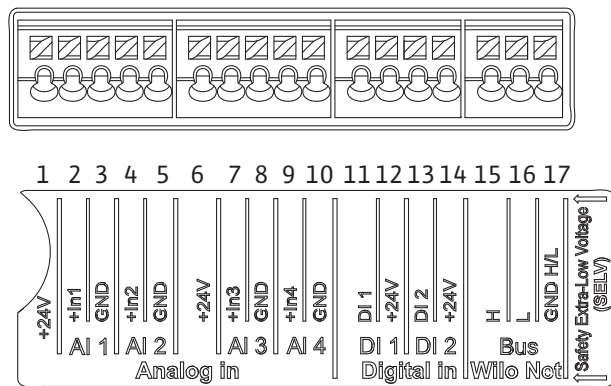 1 2 3 4 5 6 7 8 9 10 11 12 13 14 15 16 17
+24V +In1 GND +In2 GND +24V +In3 GND +In4 GND DI 1 +24V DI 2 +24V H L GND H/L
AI 1 AI 2 AI 3 AI 4 DI 1 DI 2 Bus
Analog in Digital in Wilo Net
Safety Extra-Low Voltage
(SELV)